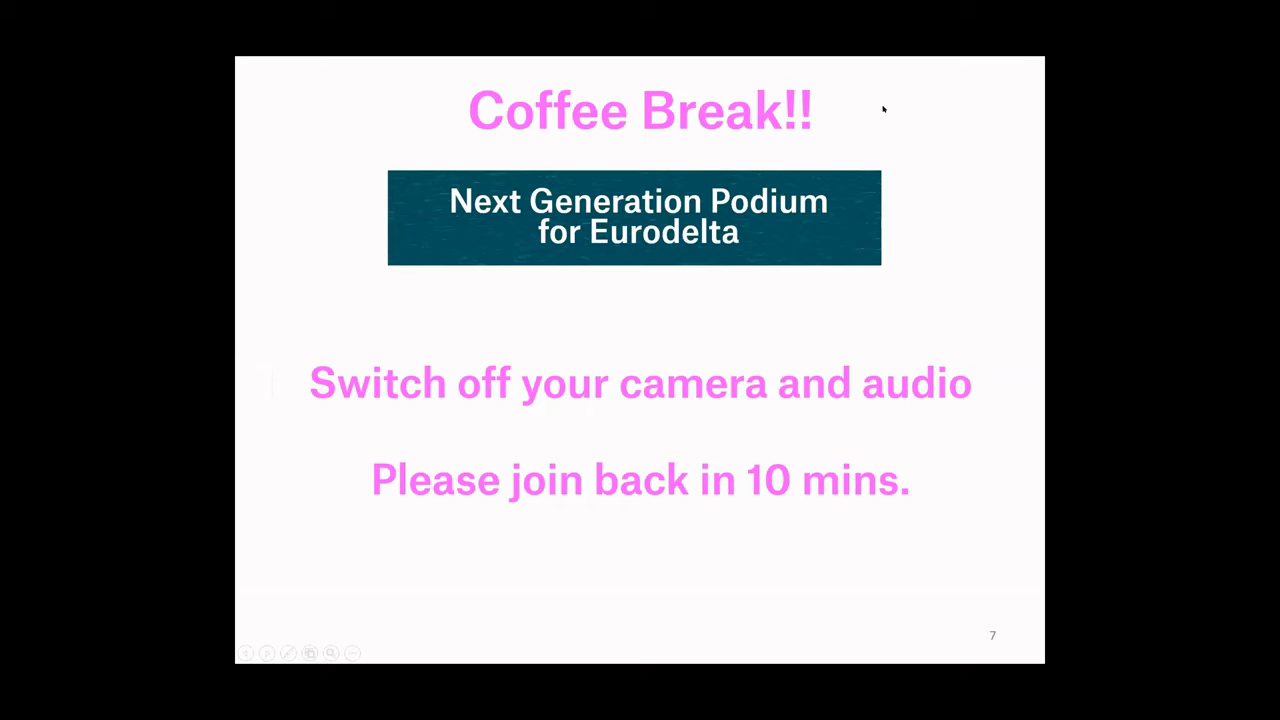 Coffee Break!!
Next Generation Podium
for Eurodelta
Switch off your camera and audio
Please join back in 10 mins.
7